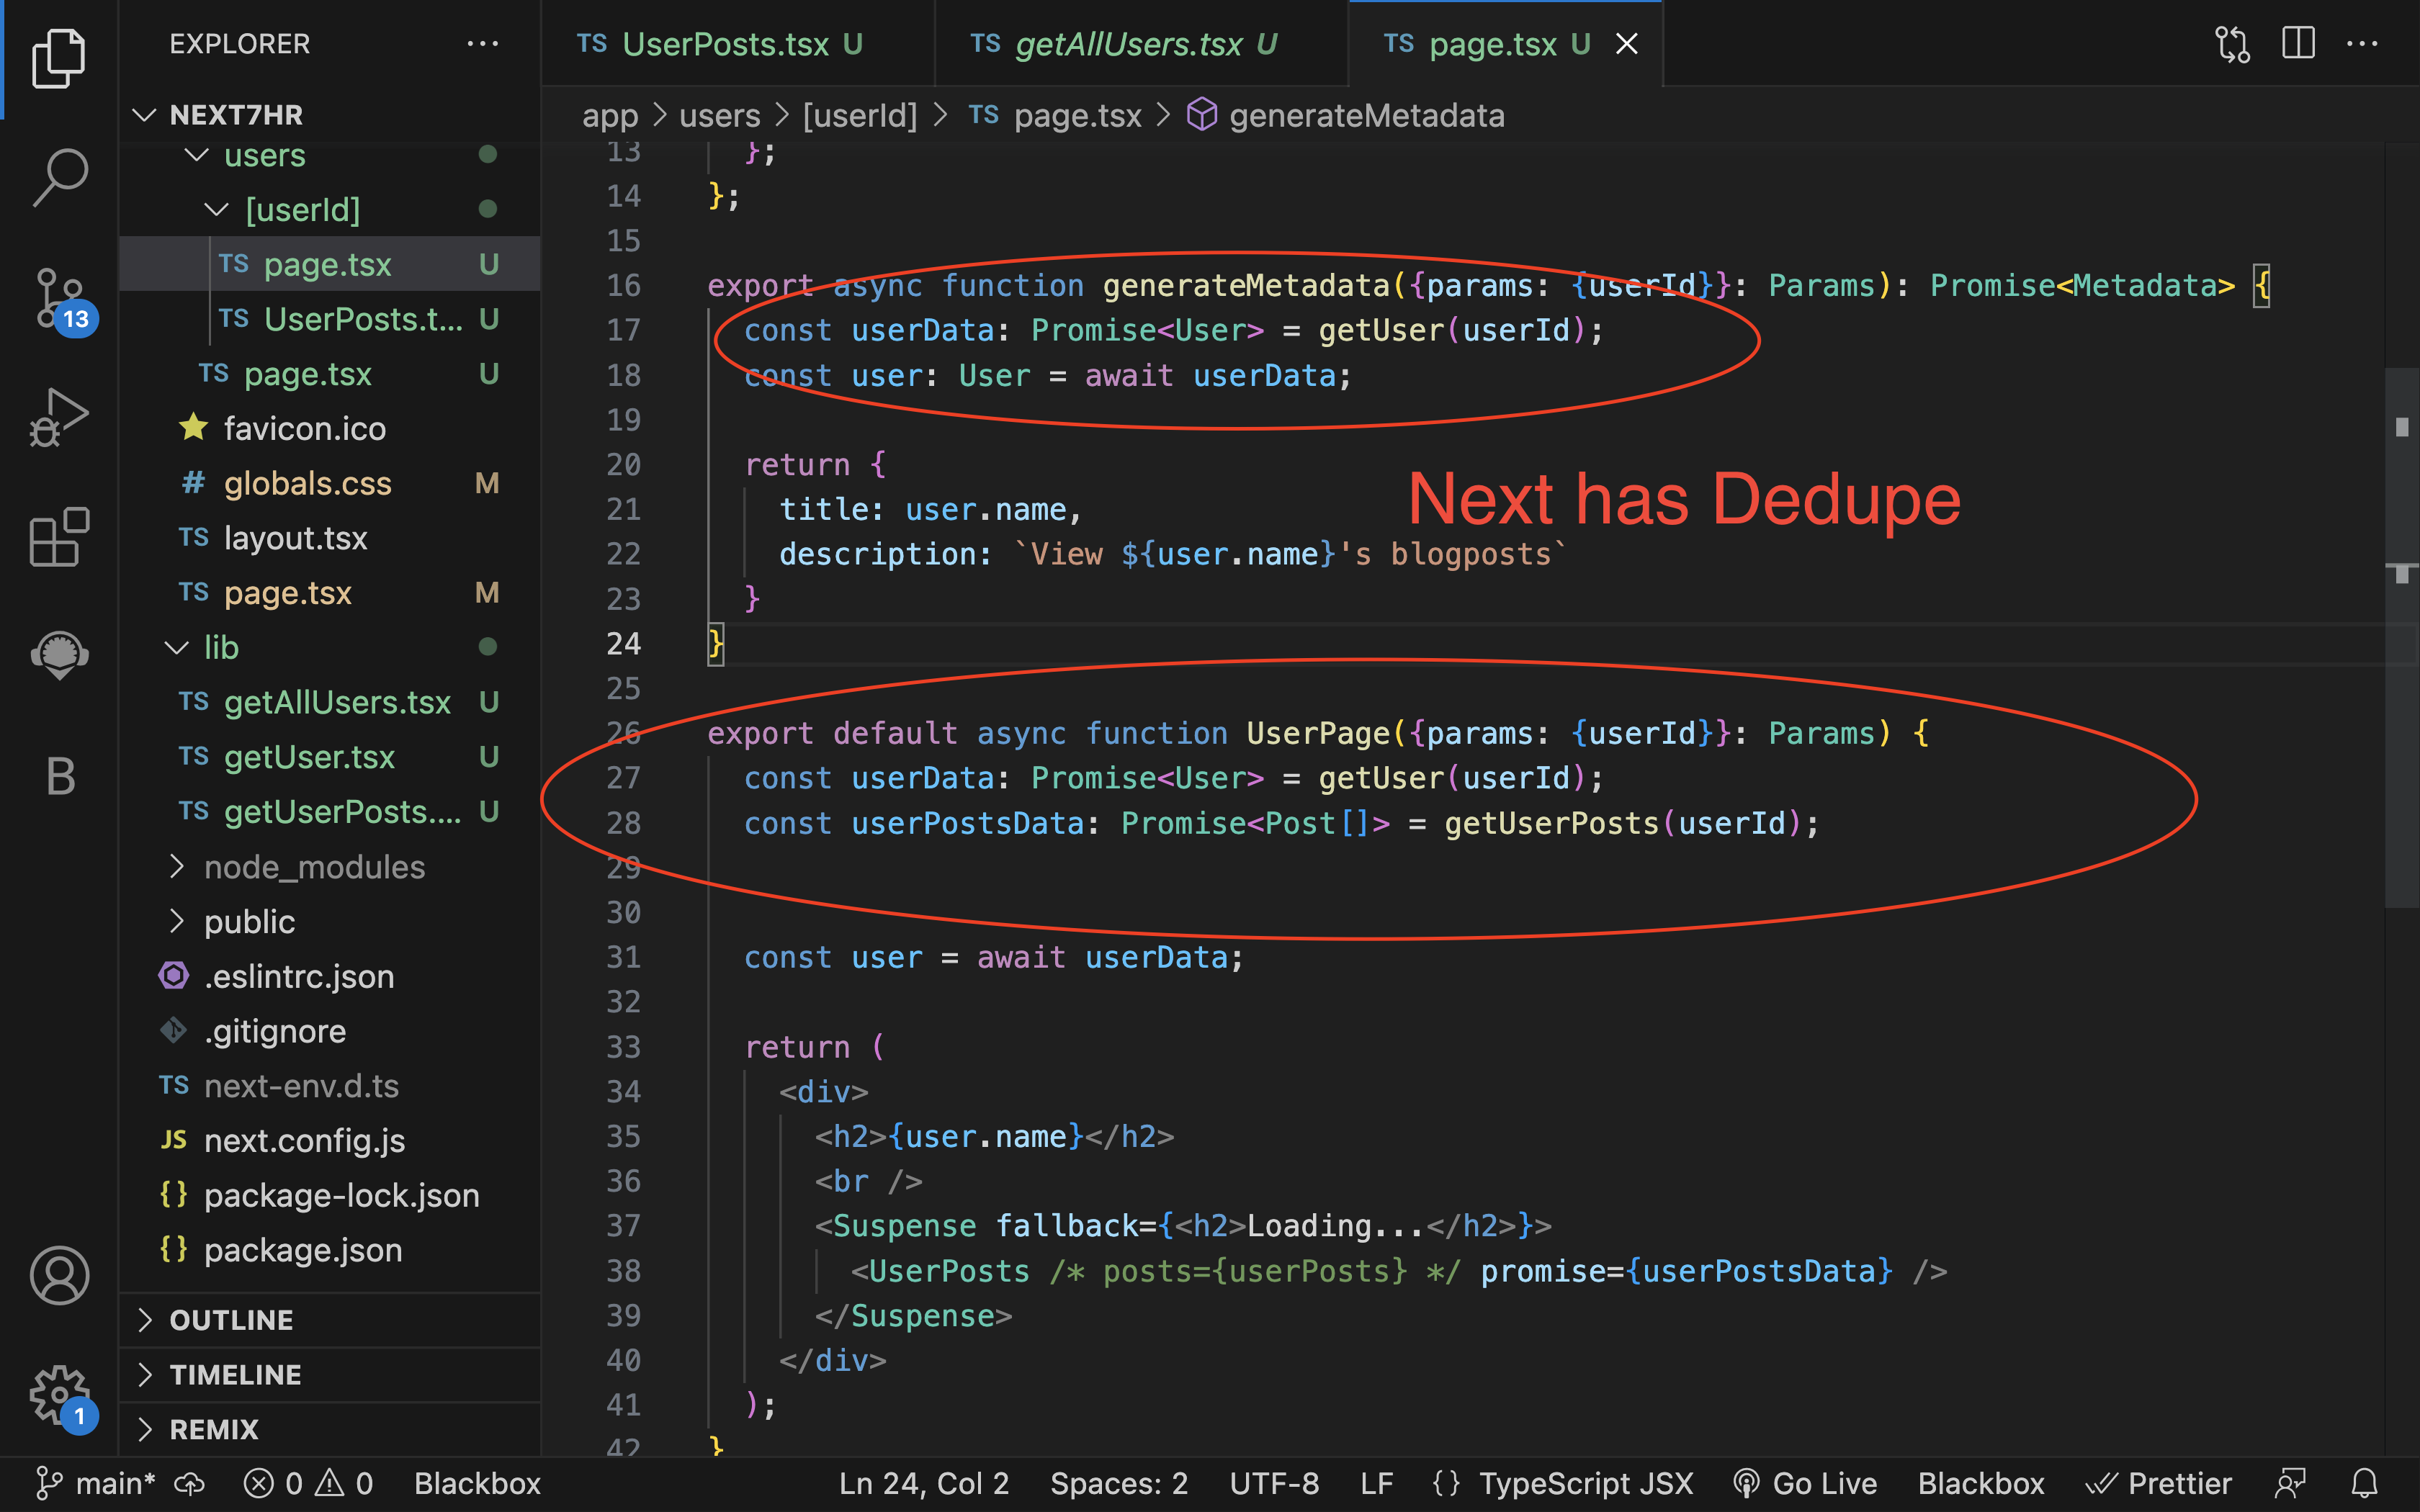 EXPLORER
UserPosts.tsx U
getAllUsers.tsx U
page.tsx U
NEXT7HR
app > users > [userId] > TS page.tsx > generateMetadata
users
[userId]
TS page.tsx U
TS UserPosts.t... U
TS page.tsx U
favicon.ico
# globals.css M
TS layout.tsx
TS page.tsx M
lib
TS getAllUsers.tsx U
TS getUser.tsx U
TS getUserPosts.... U
node_modules
public
.eslintrc.json
.gitignore
TS next-env.d.ts
JS next.config.js
{} package-lock.json
{} package.json
OUTLINE
TIMELINE
REMIX
13
1
B
13 };
14 };
15
16 export async function generateMetadata({params: {userId}}: Params): Promise<Metadata> {
17 const userData: Promise<User> = getUser(userId);
18 const user: User = await userData;
19
20 return {
21 title: user.name,
22 description: `View ${user.name}'s blogposts`
23 }
24 }
25
26 export default async function UserPage({params: {userId}}: Params) {
27 const userData: Promise<User> = getUser(userId);
28 const userPostsData: Promise<Post[]> = getUserPosts(userId);
29
30
31 const user = await userData;
32
33 return (
34 <div>
35 <h2>{user.name}</h2>
36 <br />
37 <Suspense fallback={<h2>Loading...</h2>}>
38 <UserPosts /* posts={userPosts} */ promise={userPostsData} />
39 </Suspense>
40 </div>
41 );
42 }
Next has Dedupe
main* 0 0 Blackbox Ln 24, Col 2 Spaces: 2 UTF-8 LF {} TypeScript JSX Go Live Blackbox Prettier